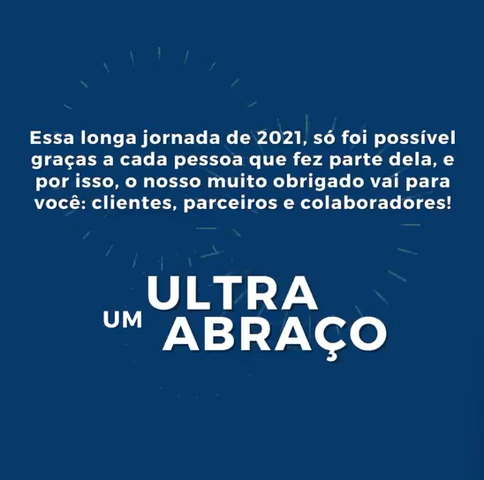 Essa longa jornada de 2021, só foi possível
graças a cada pessoa que fez parte dela, e
por isso, o nosso muito obrigado vai para
você: clientes, parceiros e colaboradores!
UM ULTRA
ABRAÇO